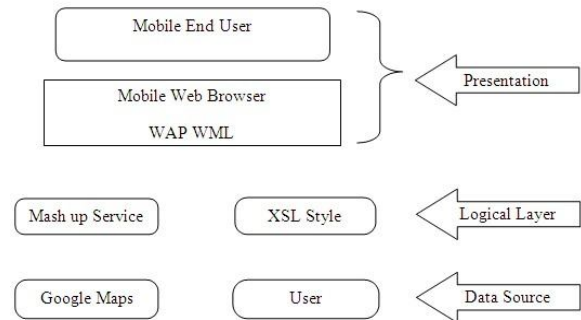 Mobile End User
Mobile Web Browser
WAP WML
Presentation
Mash up Service
XSL Style
Logical Layer
Google Maps
User
Data Source